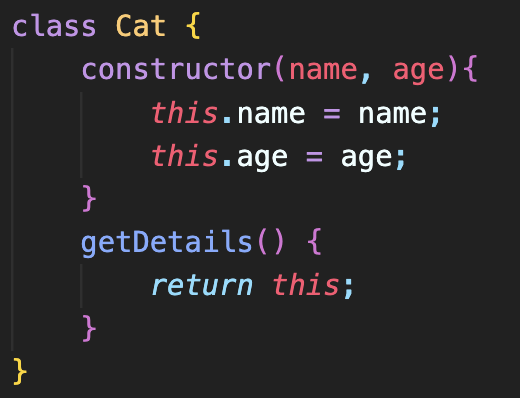 class Cat {
    constructor(name, age){
        this.name = name;
        this.age = age;
    }
    getDetails() {
        return this;
    }
}